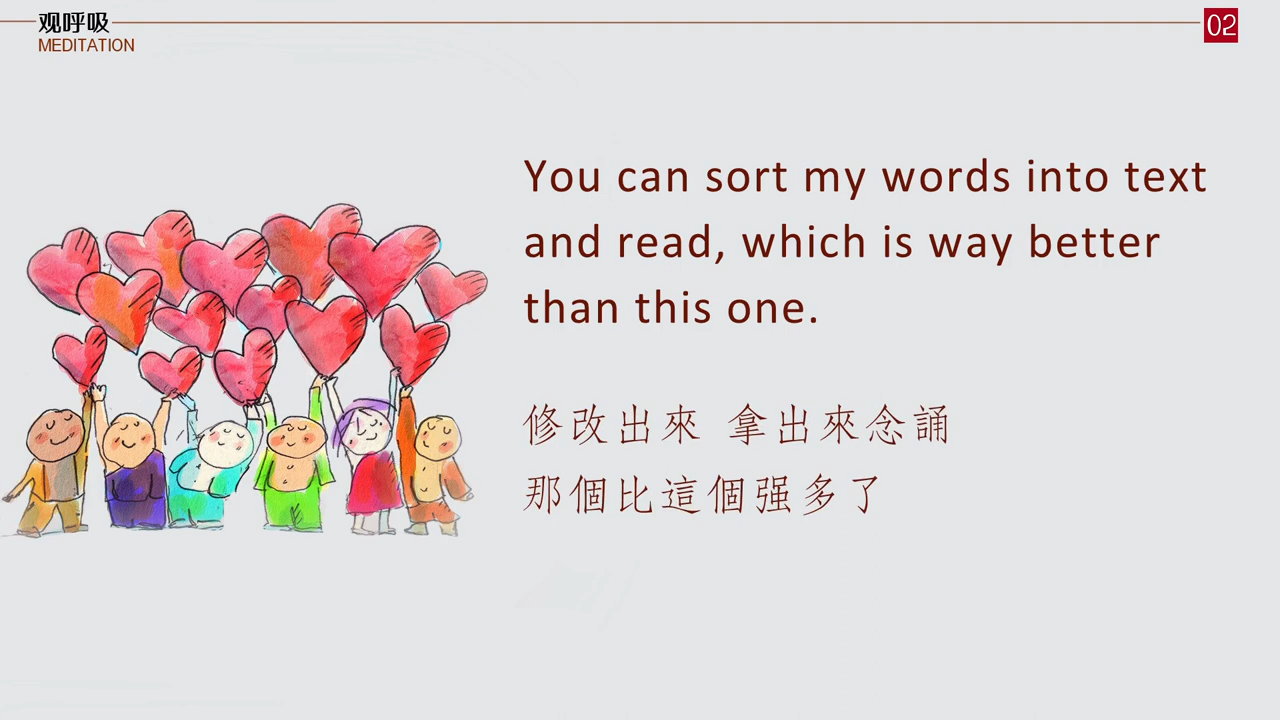 观呼吸
MEDITATION
02
You can sort my words into text
and read, which is way better
than this one.
修改出來 拿出來念誦
那個比這個强多了